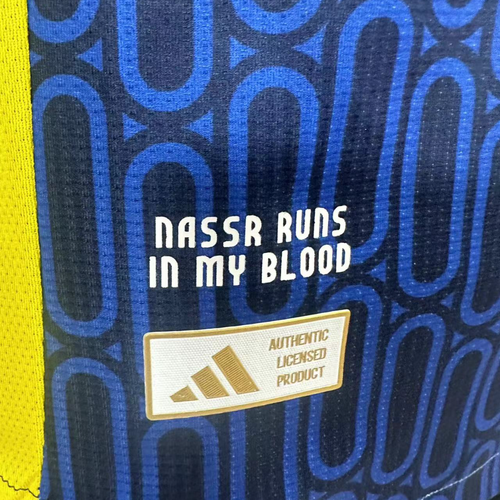 NASSR RUNS
IN MY BLOOD
AUTHENTIC
LICENSED
PRODUCT